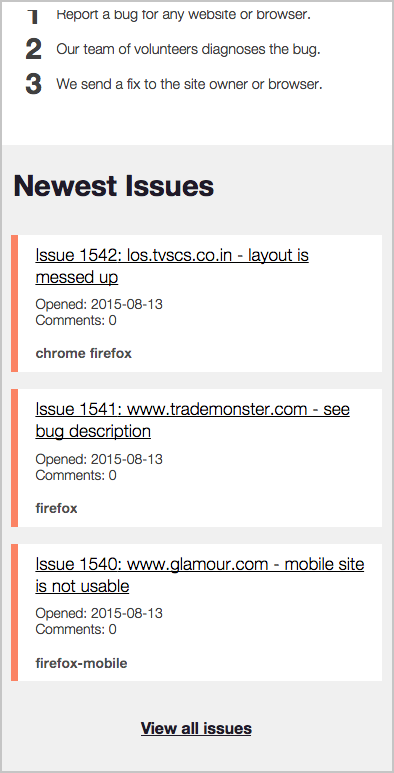 1 Report a bug for any website or browser.
2 Our team of volunteers diagnoses the bug.
3 We send a fix to the site owner or browser.
Newest Issues
Issue 1542: los.tvscs.co.in - layout is
messed up
Opened: 2015-08-13
Comments: 0
chrome firefox
Issue 1541: www.trademonster.com - see
bug description
Opened: 2015-08-13
Comments: 0
firefox
Issue 1540: www.glamour.com - mobile site
is not usable
Opened: 2015-08-13
Comments: 0
firefox-mobile
View all issues